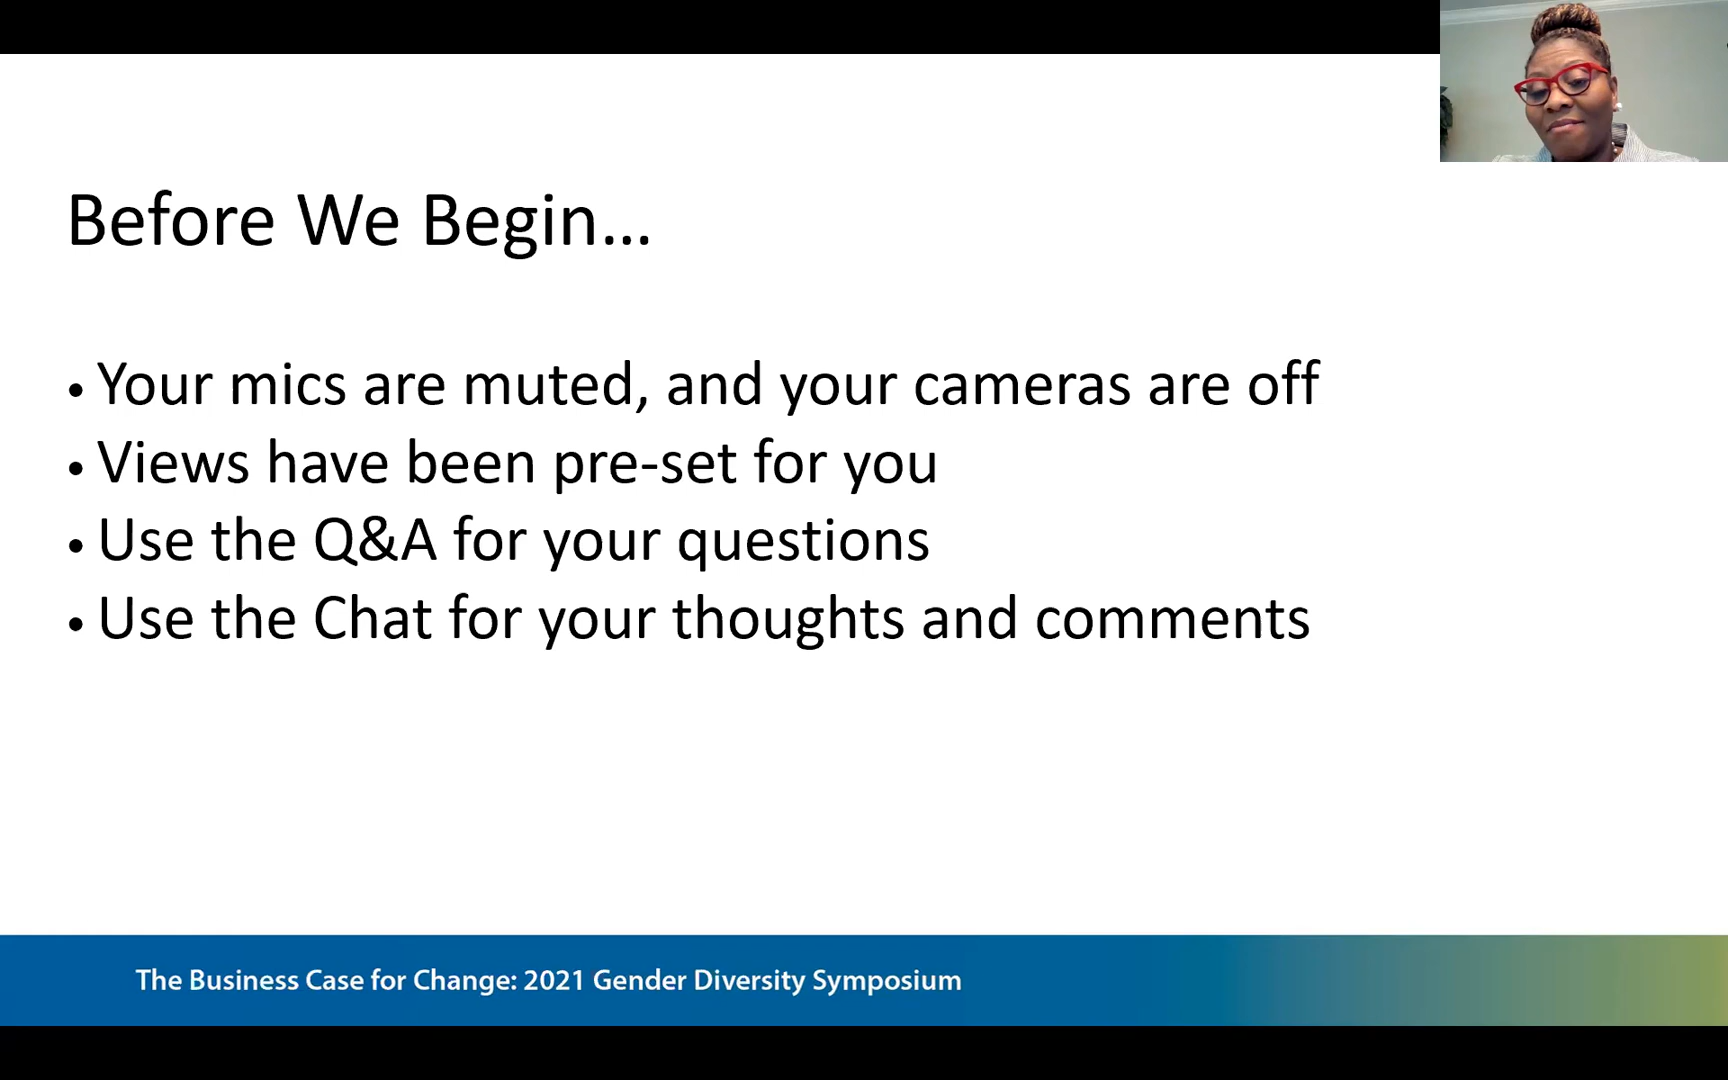 Before We Begin...
• Your mics are muted, and your cameras are off
• Views have been pre-set for you
• Use the Q&A for your questions
• Use the Chat for your thoughts and comments
The Business Case for Change: 2021 Gender Diversity Symposium